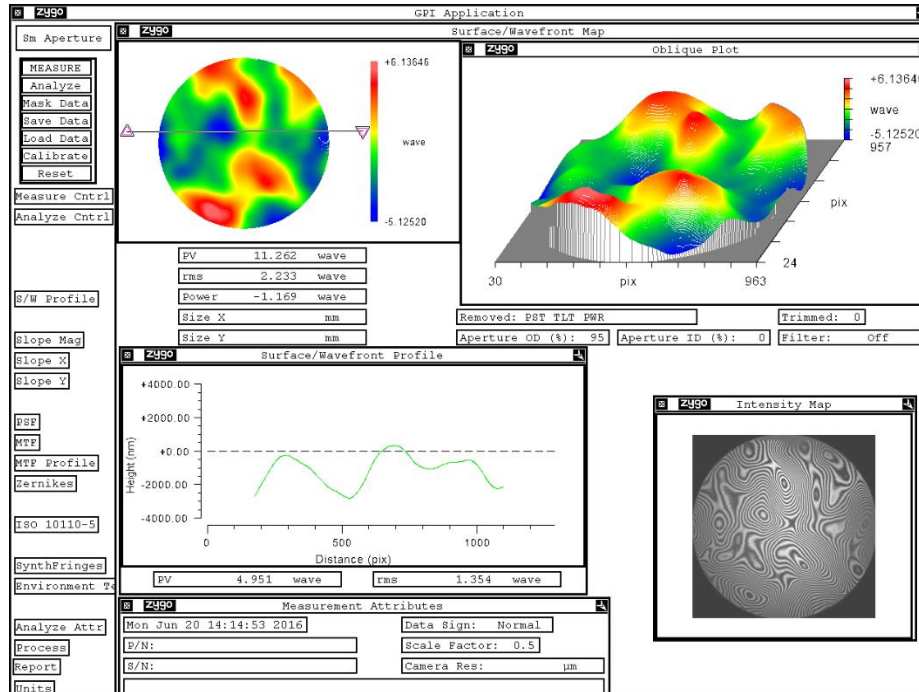 zygo GPI Application
Sm Aperture
MEASURE
Analyze
Mask Data
Save Data
Load Data
Calibrate
Reset
Measure Cntrl
Analyze Cntrl
S/W Profile
Slope Mag
Slope X
Slope Y
PSF
MTF
MTF Profile
Zernikes
ISO 10110-5
SynthFringes
Environment Te
Analyze Attr
Process
Report
Units
zygo Surface/Wavefront Map
+6.13646
wave
-5.12520
PV 11.262 wave
rms 2.233 wave
Power -1.169 wave
Size X mm
Size Y mm
zygo Oblique Plot
+6.13646
wave
-5.12520
957
pix
24
30 pix 963
Removed: PST TLT PWR
Trimmed: 0
Aperture OD (%): 95
Aperture ID (%): 0
Filter: Off
zygo Surface/Wavefront Profile
+4000.00
+2000.00
+0.00
-2000.00
-4000.00
Height (nm)
0 500 1000
Distance (pix)
PV 4.951 wave
rms 1.354 wave
zygo Intensity Map
zygo Measurement Attributes
Mon Jun 20 14:14:53 2016
Data Sign: Normal
P/N:
Scale Factor: 0.5
S/N:
Camera Res: µm